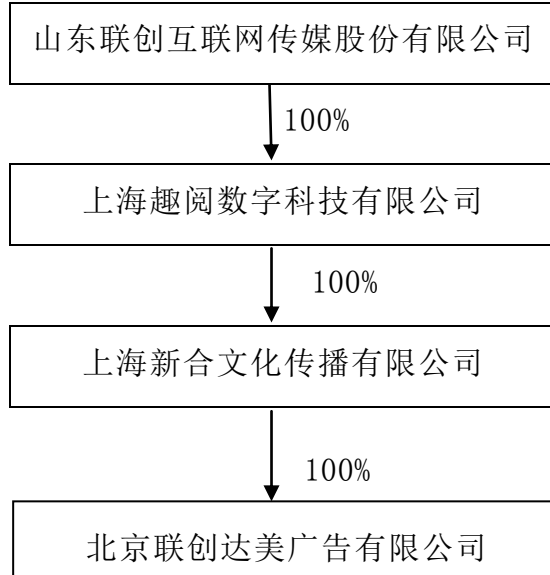 山东联创互联网传媒股份有限公司
100%
上海趣阅数字科技有限公司
100%
上海新合文化传播有限公司
100%
北京联创达美广告有限公司